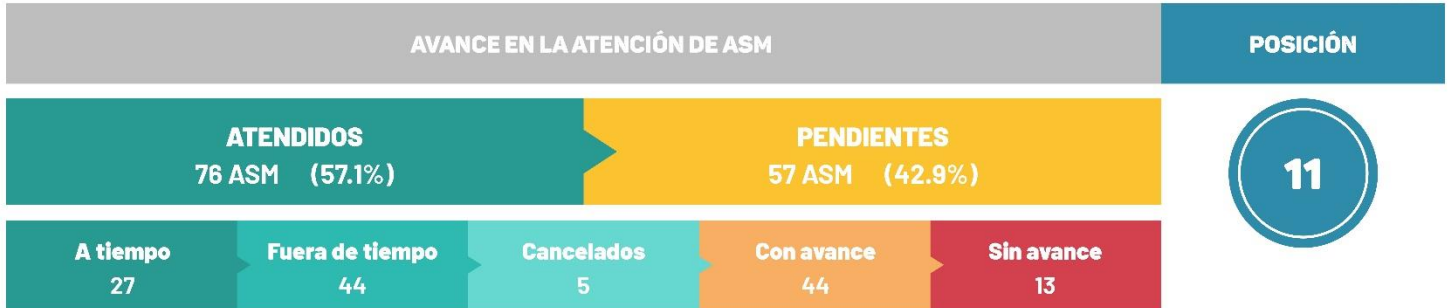 AVANCE EN LA ATENCIÓN DE ASM
POSICIÓN
ATENDIDOS
76 ASM (57.1%)
PENDIENTES
57 ASM (42.9%)
11
A tiempo
27
Fuera de tiempo
44
Cancelados
5
Con avance
44
Sin avance
13